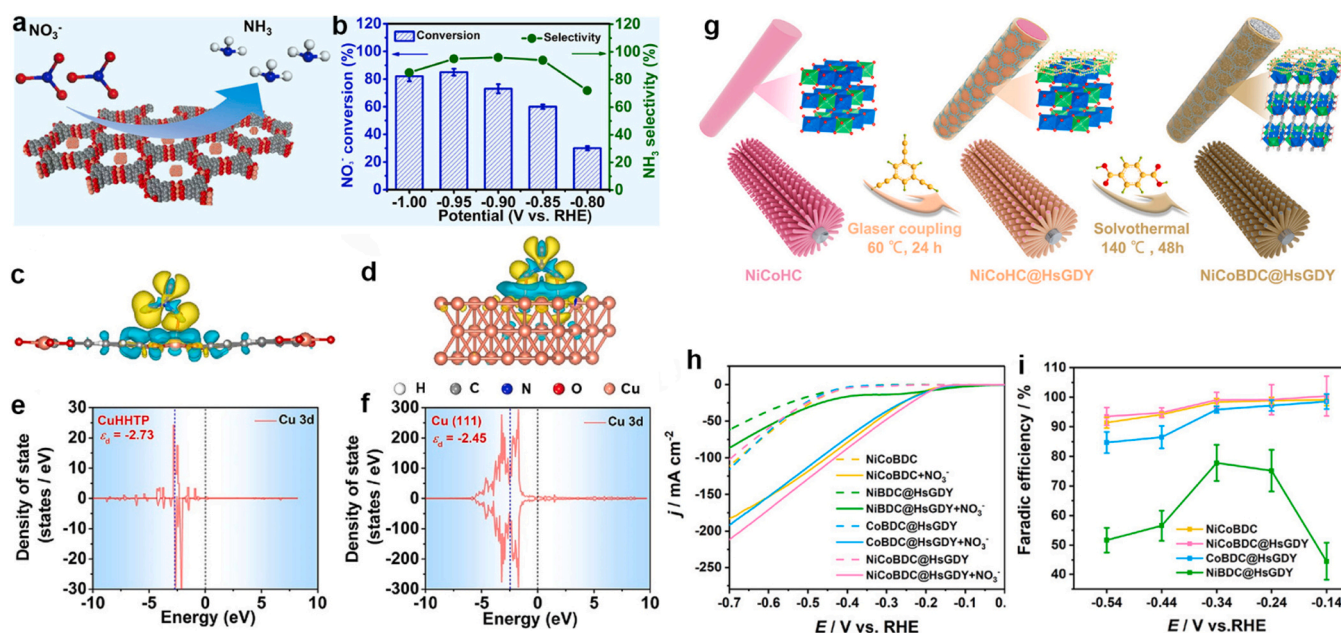 a
NO₃⁻
NH₃
b
Conversion
Selectivity
NO₃⁻ conversion (%)
120
100
80
60
40
20
0
-1.00
-0.95
-0.90
-0.85
-0.80
Potential (V vs. RHE)
120
100
80
60
40
20
0
NH₃ selectivity (%)
c
d
H
C
N
O
Cu
e
CuHHTP
εd = -2.73
Cu 3d
Density of state
(states / eV)
30
20
10
0
-10
-20
-30
-10
-5
0
5
10
Energy (eV)
f
Cu (111)
εd = -2.45
Cu 3d
Density of state
(states / eV)
300
200
100
0
100
200
300
-10
-5
0
5
10
Energy (eV)
g
Glaser coupling
60 ℃, 24 h
Solvothermal
140 ℃, 48h
NiCoHC
NiCoHC@HsGDY
NiCoBDC@HsGDY
h
j / mA cm⁻²
0
-50
-100
-150
-200
-250
NiCoBDC
NiCoBDC+NO₃⁻
NiBDC@HsGDY
NiBDC@HsGDY+NO₃⁻
CoBDC@HsGDY
CoBDC@HsGDY+NO₃⁻
NiCoBDC@HsGDY
NiCoBDC@HsGDY+NO₃⁻
-0.7
-0.6
-0.5
-0.4
-0.3
-0.2
-0.1
0.
E / V vs. RHE
i
Faradic efficiency / %
110
100
90
80
70
60
50
40
NiCoBDC
NiCoBDC@HsGDY
CoBDC@HsGDY
NiBDC@HsGDY
-0.54
-0.44
-0.34
-0.24
-0.14
E / V vs. RHE